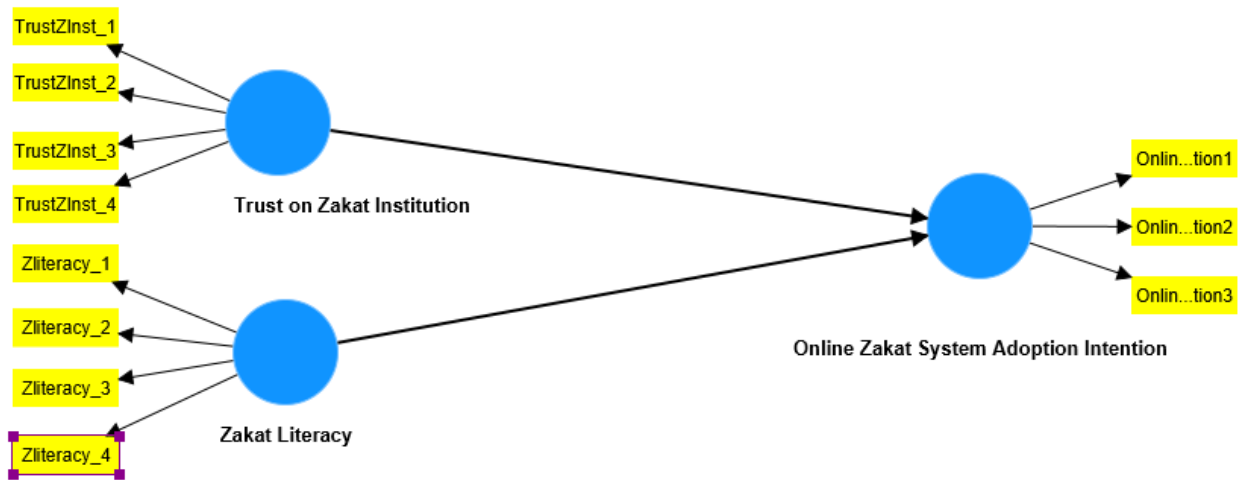 TrustZInst_1
TrustZInst_2
TrustZInst_3
TrustZInst_4
Trust on Zakat Institution
Zliteracy_1
Zliteracy_2
Zliteracy_3
Zliteracy_4
Zakat Literacy
Onlin...tion1
Onlin...tion2
Onlin...tion3
Online Zakat System Adoption Intention